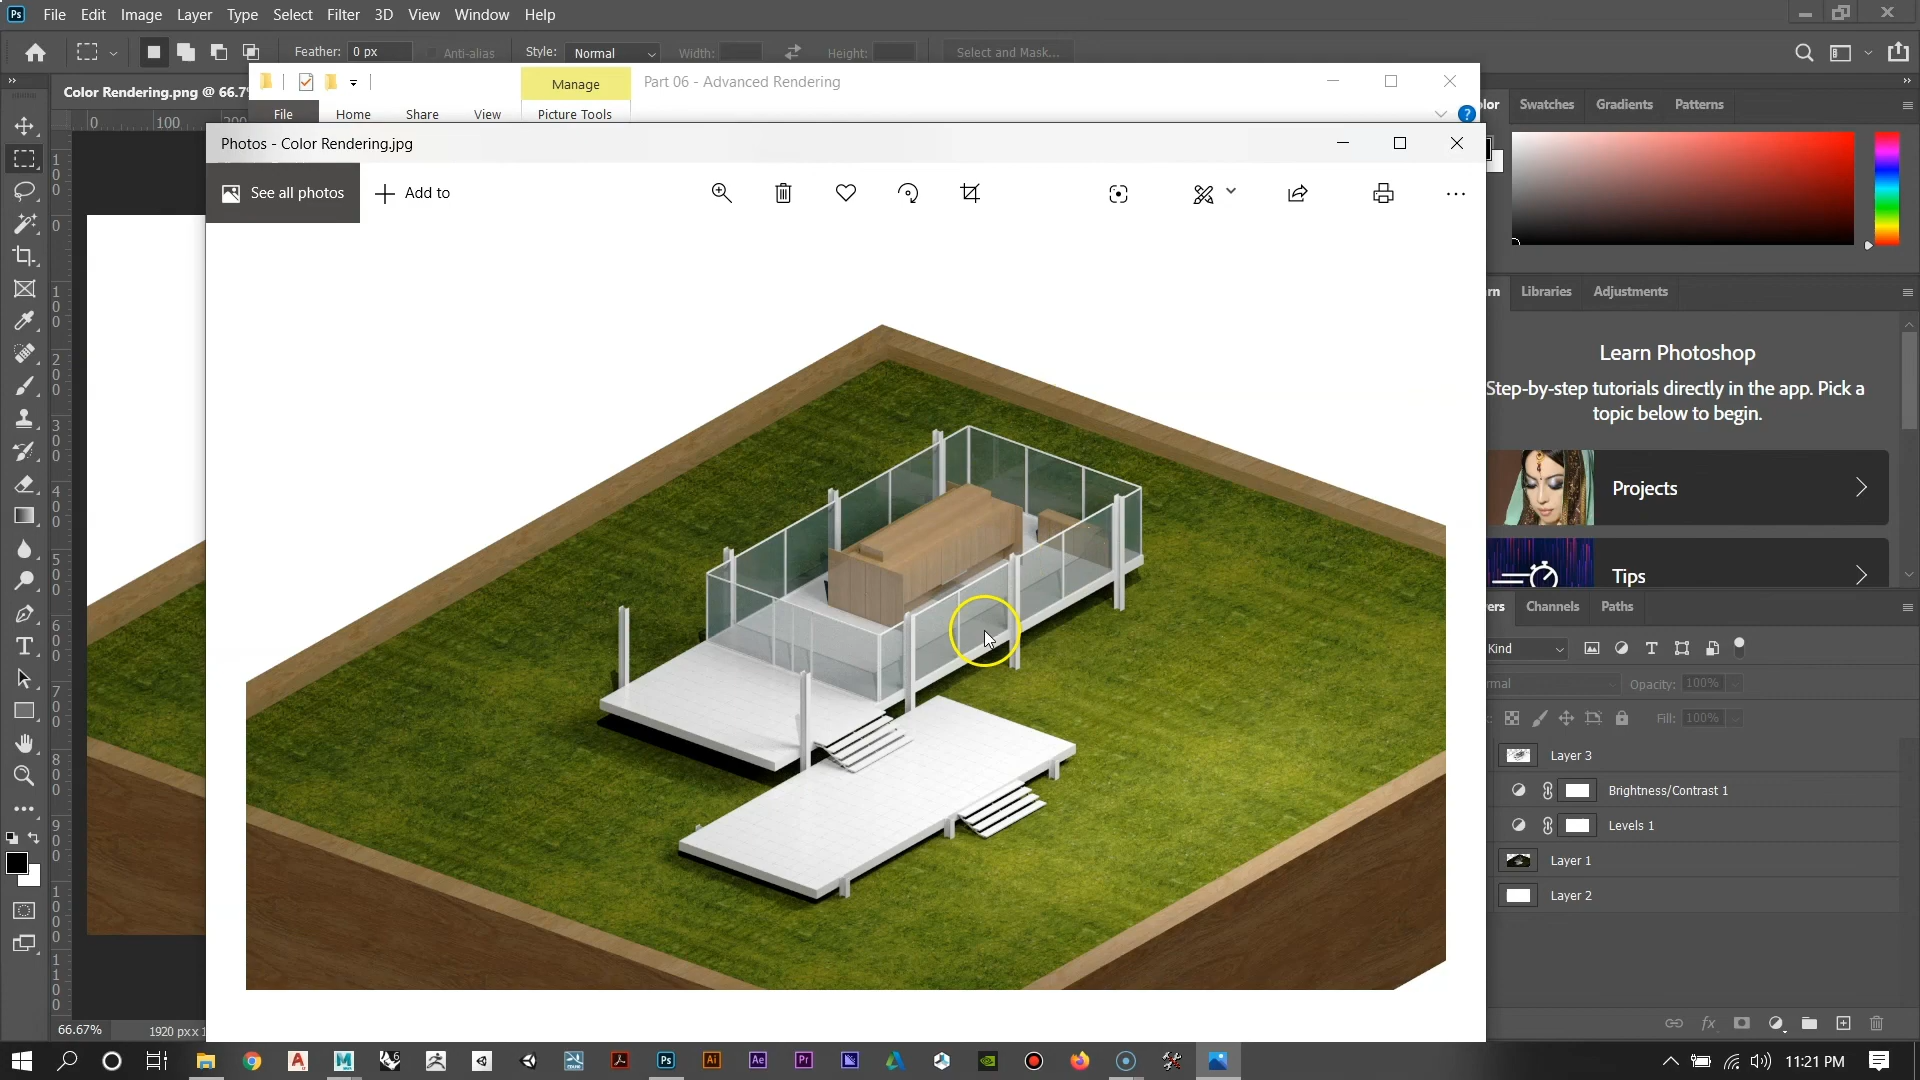 Ps File Edit Image Layer Type Select Filter 3D View Window Help
Feather: 0 px Anti-alias Style: Normal Width: Height: Select and Mask...
Color Rendering.png @ 66.7%
Manage Part 06 - Advanced Rendering
File Home Share View Picture Tools
Swatches Gradients Patterns
Photos - Color Rendering.jpg
See all photos Add to
Libraries Adjustments
Learn Photoshop
Step-by-step tutorials directly in the app. Pick a
topic below to begin.
Projects
Tips
Channels Paths
Kind
Opacity: 100%
Fill: 100%
Layer 3
Brightness/Contrast 1
Levels 1
Layer 1
Layer 2
66.67% 1920 px x 1
11:21 PM